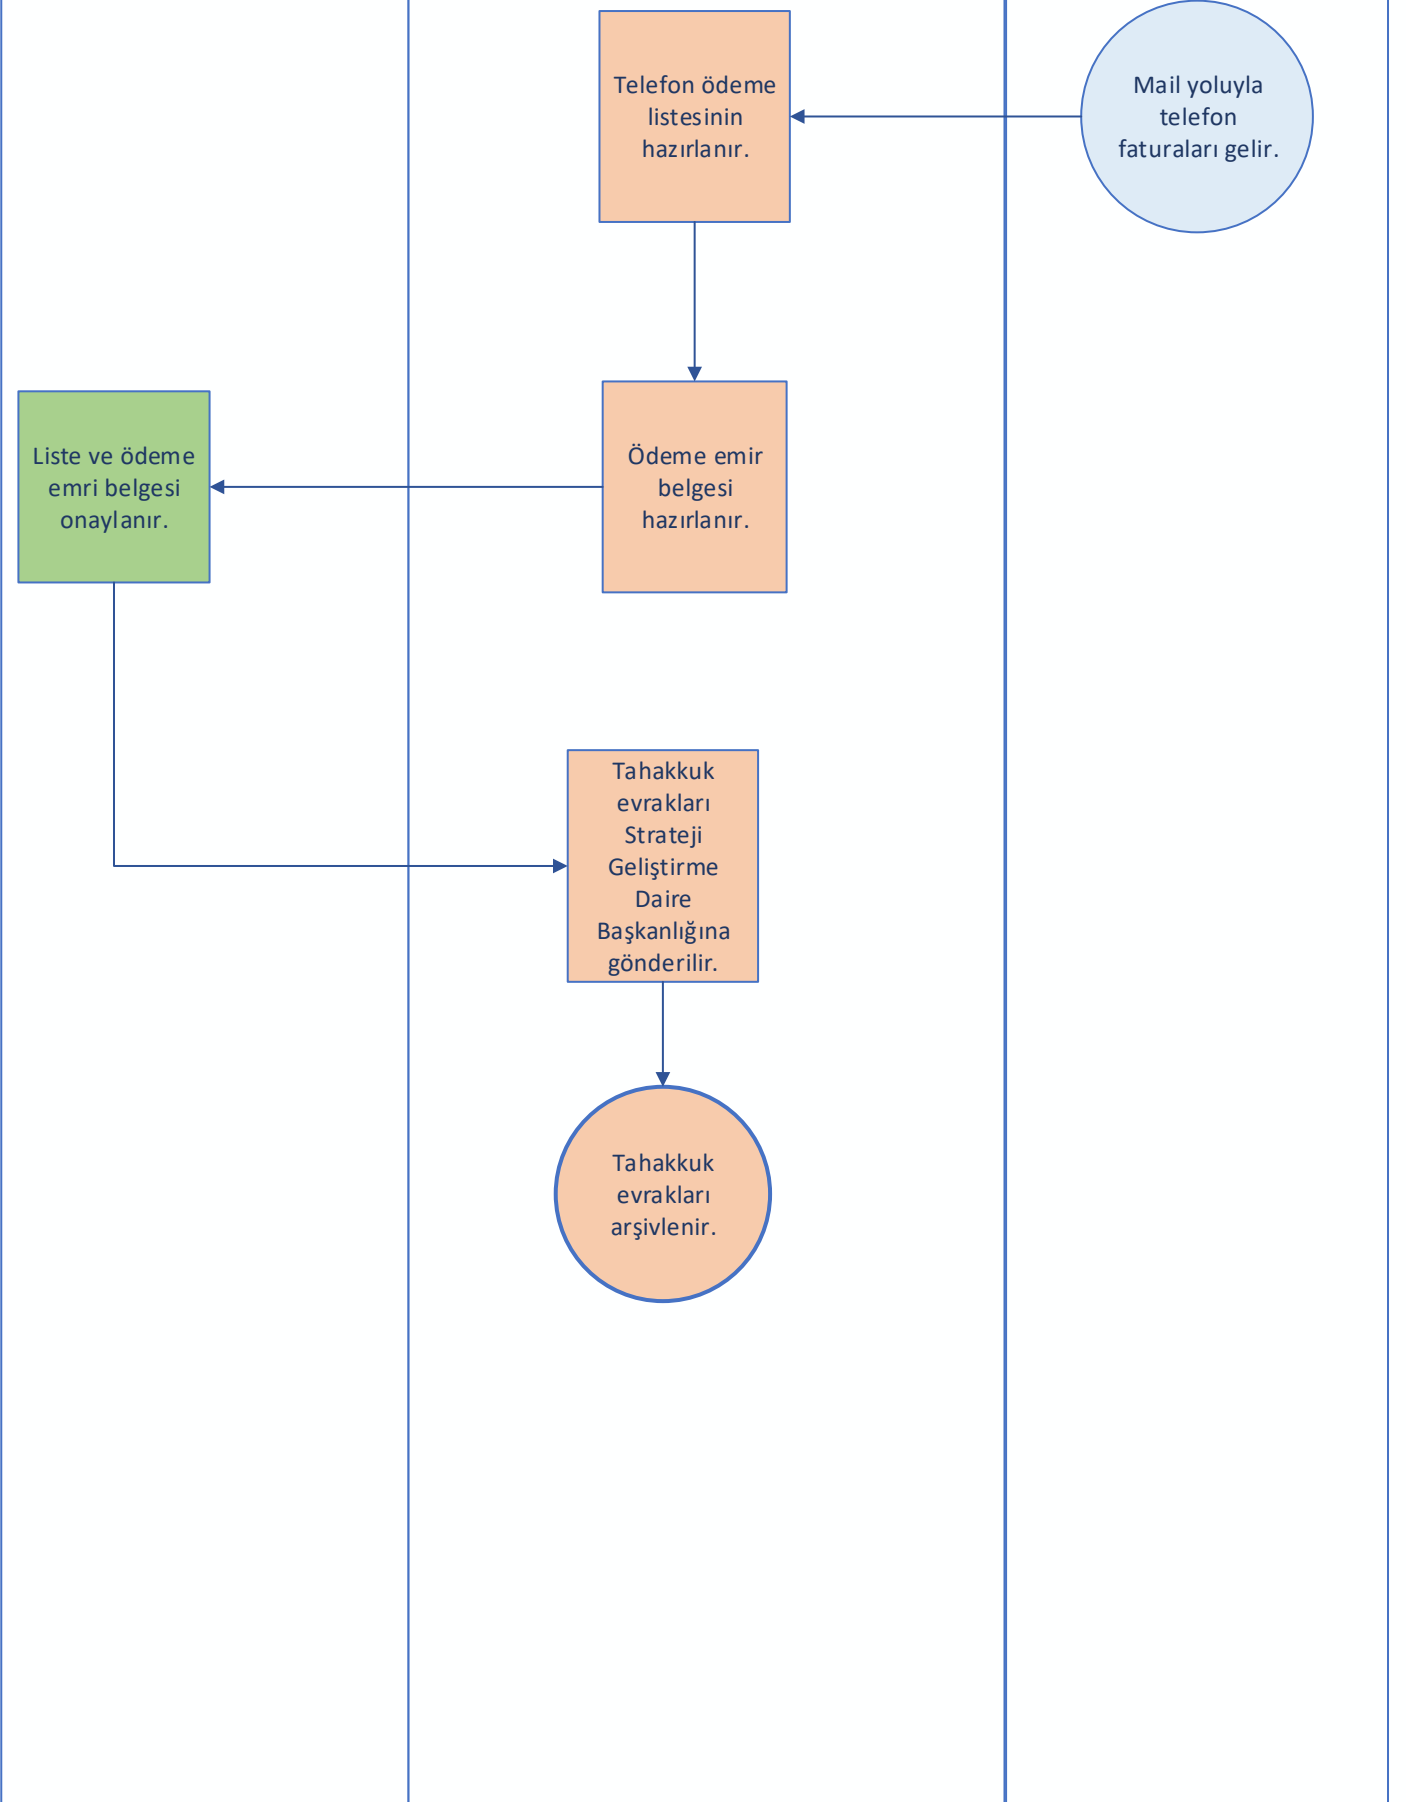 Telefon ödeme
listesinin
hazırlanır.
Mail yoluyla
telefon
faturaları gelir.
Liste ve ödeme
emri belgesi
onaylanır.
Ödeme emir
belgesi
hazırlanır.
Tahakkuk
evrakları
Strateji
Geliştirme
Daire
Başkanlığına
gönderilir.
Tahakkuk
evrakları
arşivlenir.